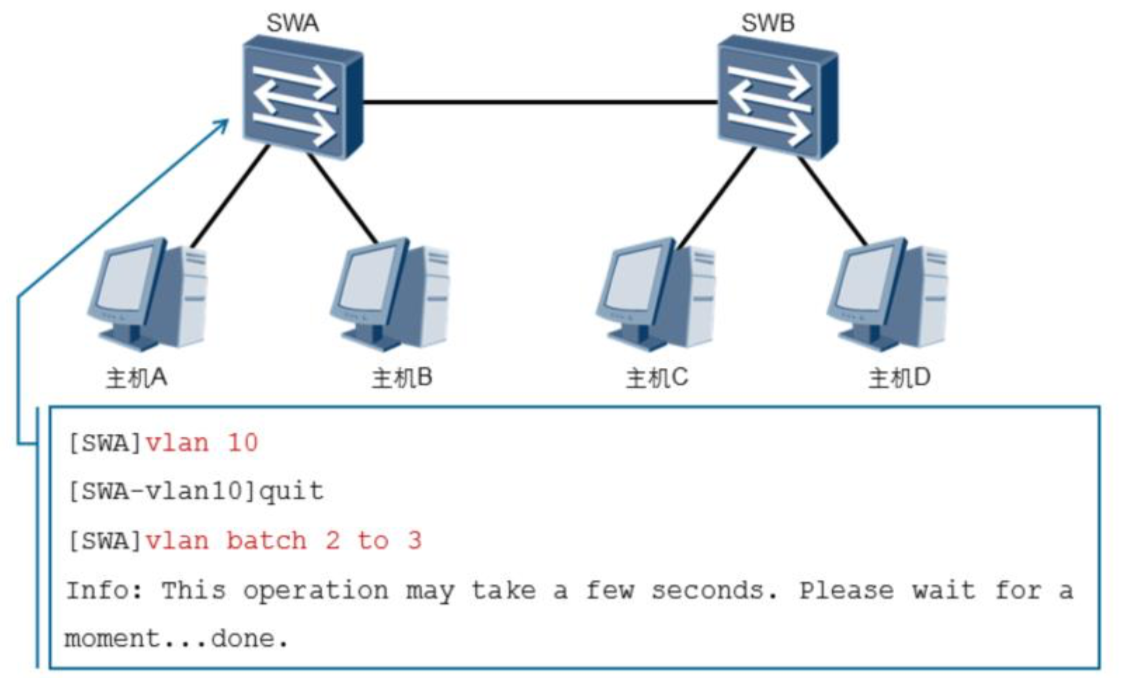 SWA
SWB
主机A
主机B
主机C
主机D
[SWA]vlan 10
[SWA-vlan10]quit
[SWA]vlan batch 2 to 3
Info: This operation may take a few seconds. Please wait for a
moment...done.